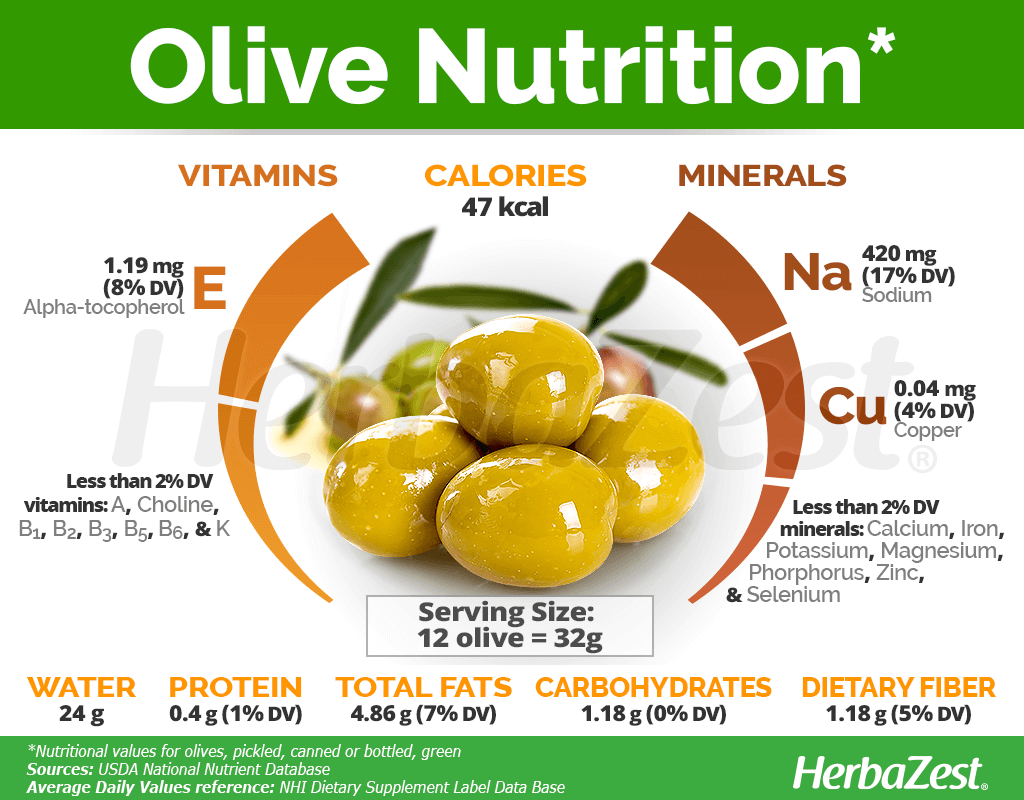 Olive Nutrition*
VITAMINS
CALORIES
47 kcal
MINERALS
1.19 mg
(8% DV)
Alpha-tocopherol
E
Na
420 mg
(17% DV)
Sodium
Cu
0.04 mg
(4% DV)
Copper
HerbaZest®
Less than 2% DV
vitamins: A, Choline,
B1, B2, B3, B5, B6, & K
Less than 2% DV
minerals: Calcium, Iron,
Potassium, Magnesium,
Phorphorus, Zinc,
& Selenium
Serving Size:
12 olive = 32g
WATER
24 g
PROTEIN
0.4 g (1% DV)
TOTAL FATS
4.86 g (7% DV)
CARBOHYDRATES
1.18 g (0% DV)
DIETARY FIBER
1.18 g (5% DV)
*Nutritional values for olives, pickled, canned or bottled, green
Sources: USDA National Nutrient Database
Average Daily Values reference: NHI Dietary Supplement Label Data Base
HerbaZest®